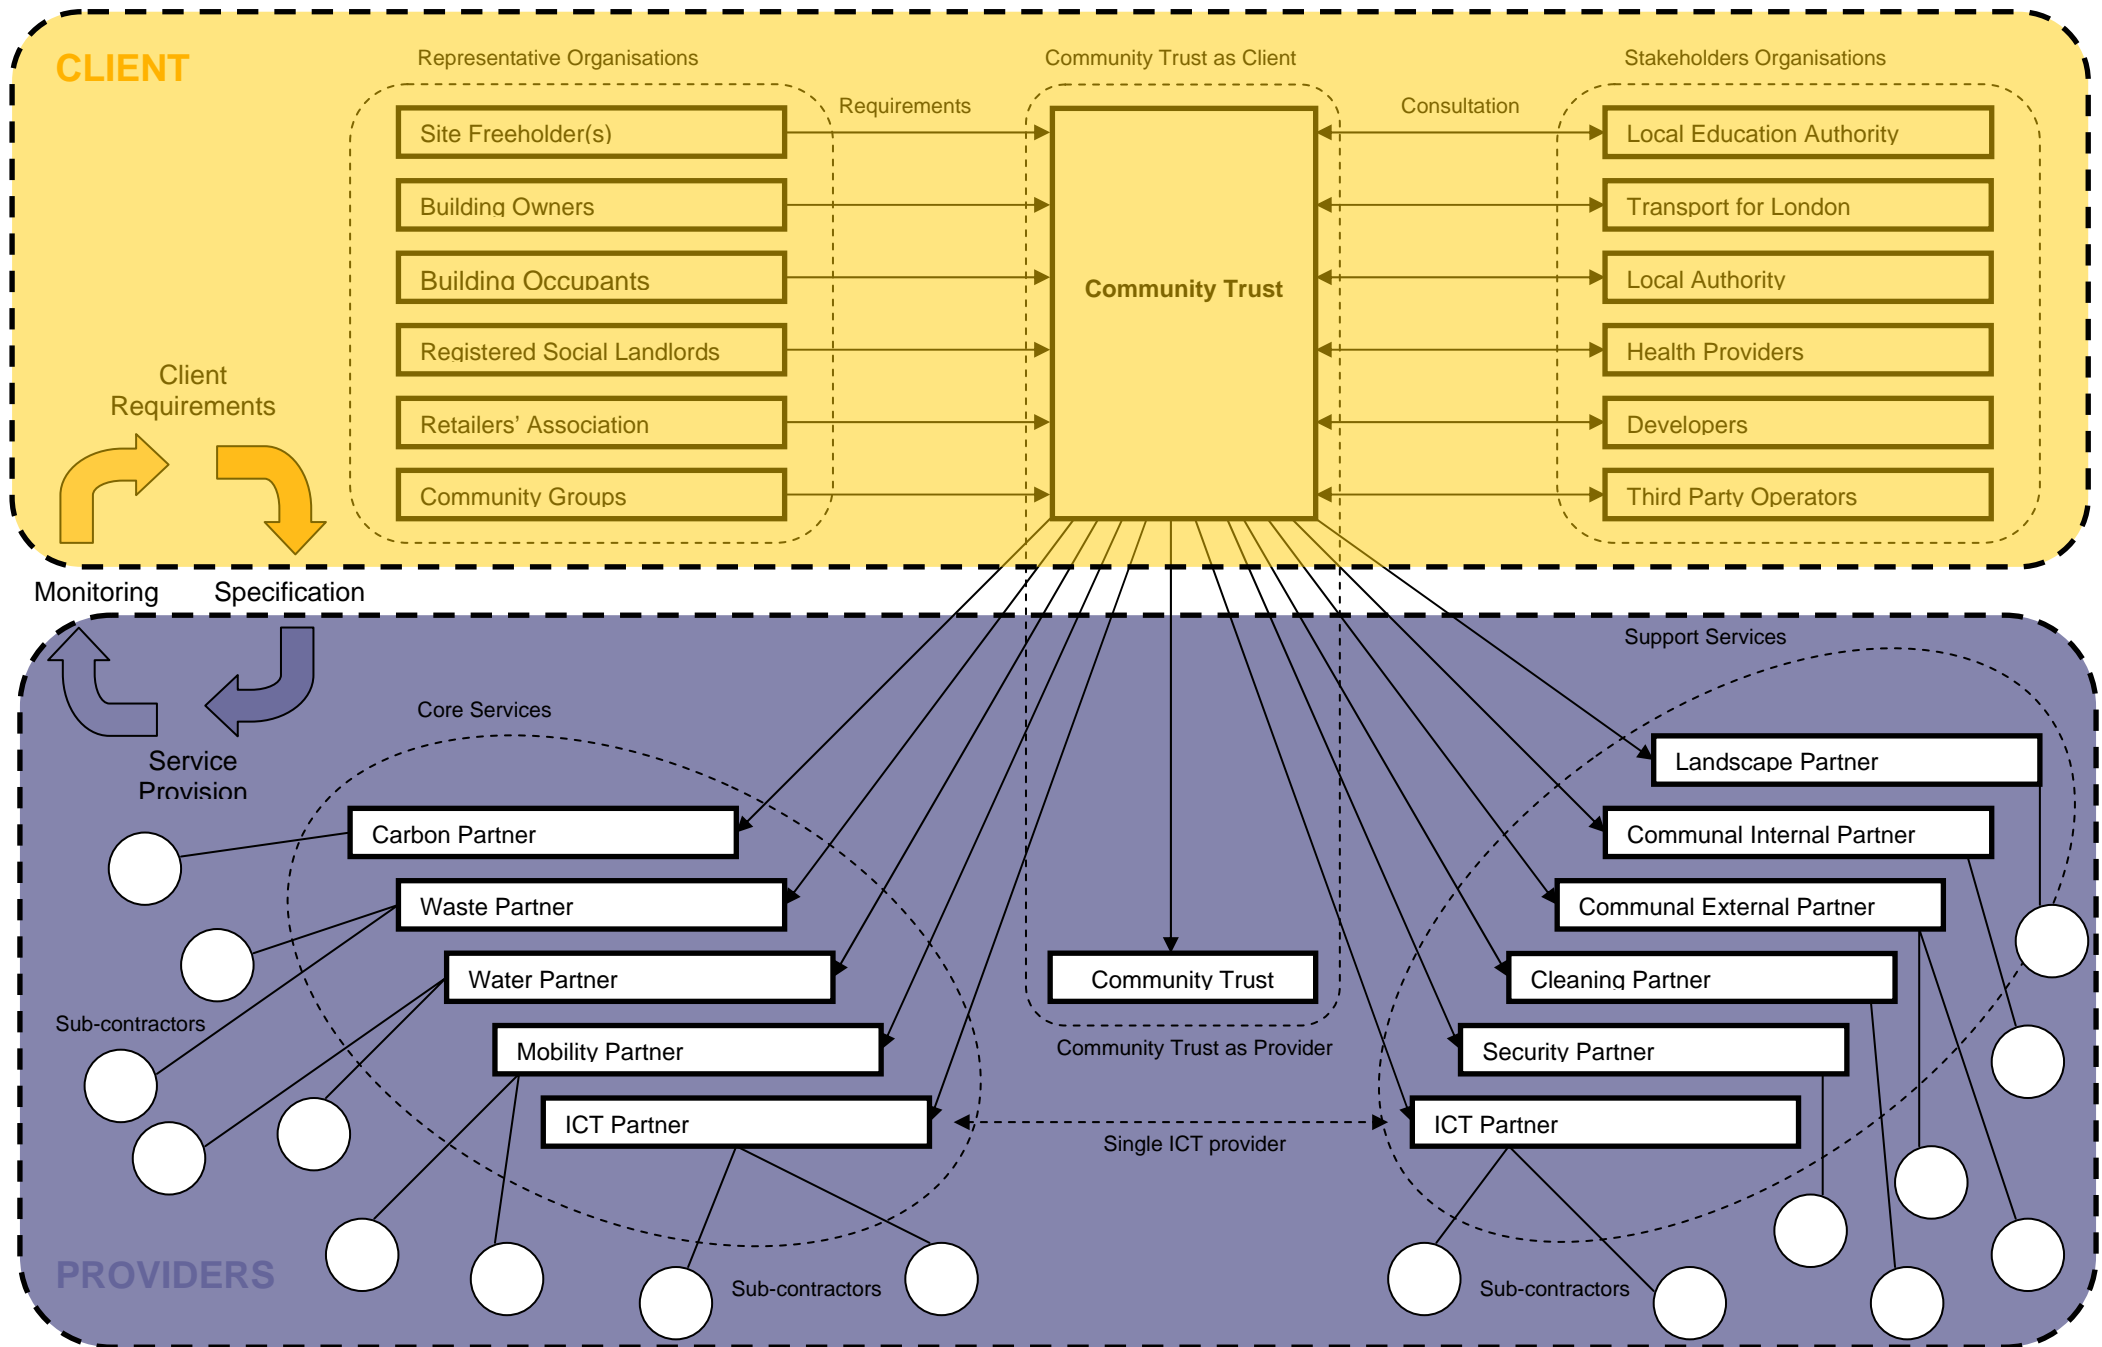 CLIENT
Representative Organisations
Community Trust as Client
Stakeholders Organisations
Requirements
Consultation
Site Freeholder(s)
Local Education Authority
Building Owners
Transport for London
Building Occupants
Community Trust
Local Authority
Registered Social Landlords
Health Providers
Client
Requirements
Retailers’ Association
Developers
Community Groups
Third Party Operators
Monitoring
Specification
Support Services
Core Services
Service
Provision
Landscape Partner
Carbon Partner
Communal Internal Partner
Waste Partner
Communal External Partner
Water Partner
Community Trust
Cleaning Partner
Sub-contractors
Mobility Partner
Community Trust as Provider
Security Partner
ICT Partner
Single ICT provider
ICT Partner
PROVIDERS
Sub-contractors
Sub-contractors